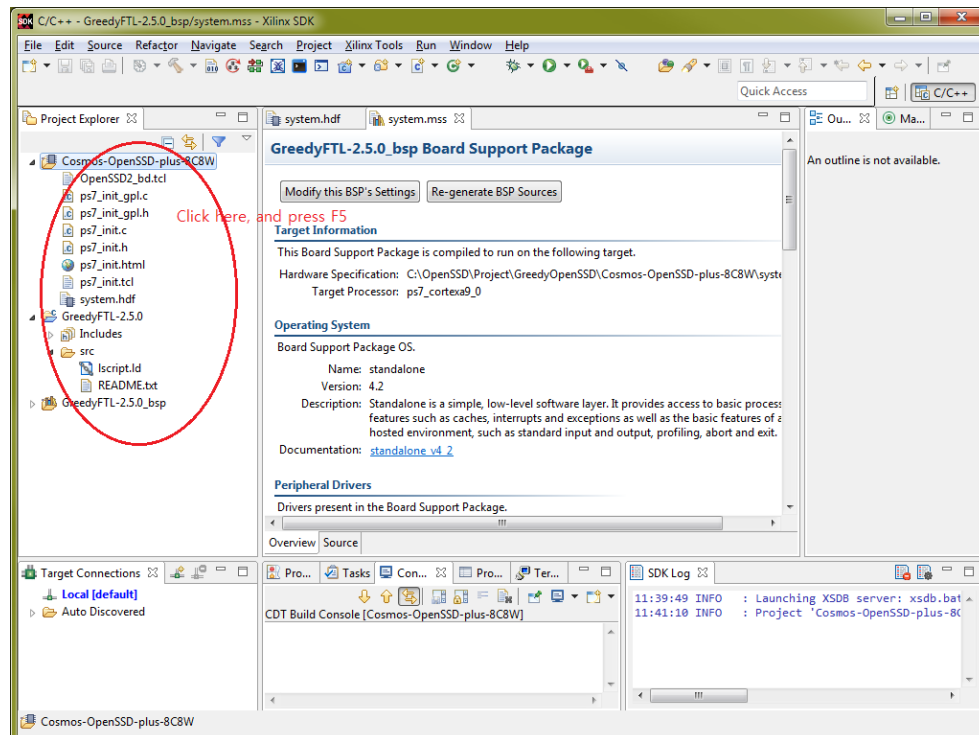 SDK C/C++ - GreedyFTL-2.5.0_bsp/system.mss - Xilinx SDK
File Edit Source Refactor Navigate Search Project Xilinx Tools Run Window Help
Quick Access
C/C++
Project Explorer
Cosmos-OpenSSD-plus-8C8W
OpenSSD2_bd.tcl
ps7_init_gpl.c
ps7_init_gpl.h
ps7_init.c
ps7_init.h
ps7_init.html
ps7_init.tcl
system.hdf
GreedyFTL-2.5.0
Includes
src
lscript.ld
README.txt
GreedyFTL-2.5.0_bsp
Click here, and press F5
system.hdf system.mss
GreedyFTL-2.5.0_bsp Board Support Package
Modify this BSP's Settings Re-generate BSP Sources
Target Information
This Board Support Package is compiled to run on the following target.
Hardware Specification: C:\OpenSSD\Project\GreedyOpenSSD\Cosmos-OpenSSD-plus-8C8W\syste
Target Processor: ps7_cortexa9_0
Operating System
Board Support Package OS.
Name: standalone
Version: 4.2
Description: Standalone is a simple, low-level software layer. It provides access to basic process
features such as caches, interrupts and exceptions as well as the basic features of a
hosted environment, such as standard input and output, profiling, abort and exit.
Documentation: standalone_v4_2
Peripheral Drivers
Drivers present in the Board Support Package.
Overview Source
Ou... Ma...
An outline is not available.
Target Connections
Local [default]
Auto Discovered
Pro... Tasks Con... Pro... Ter...
CDT Build Console [Cosmos-OpenSSD-plus-8C8W]
SDK Log
11:39:49 INFO : Launching XSDB server: xsdb.bat
11:41:10 INFO : Project 'Cosmos-OpenSSD-plus-8C
Cosmos-OpenSSD-plus-8C8W